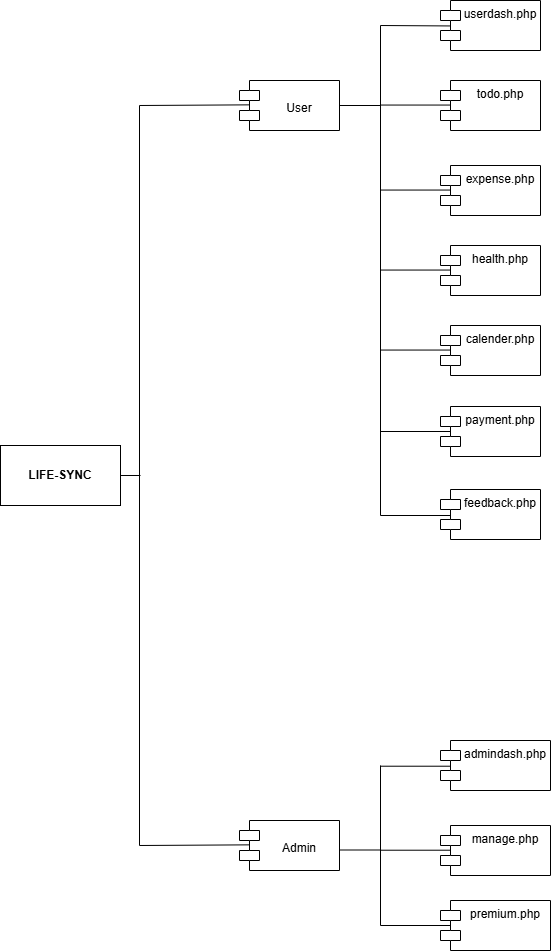 userdash.php
User
todo.php
expense.php
health.php
calender.php
payment.php
LIFE-SYNC
feedback.php
admindash.php
Admin
manage.php
premium.php